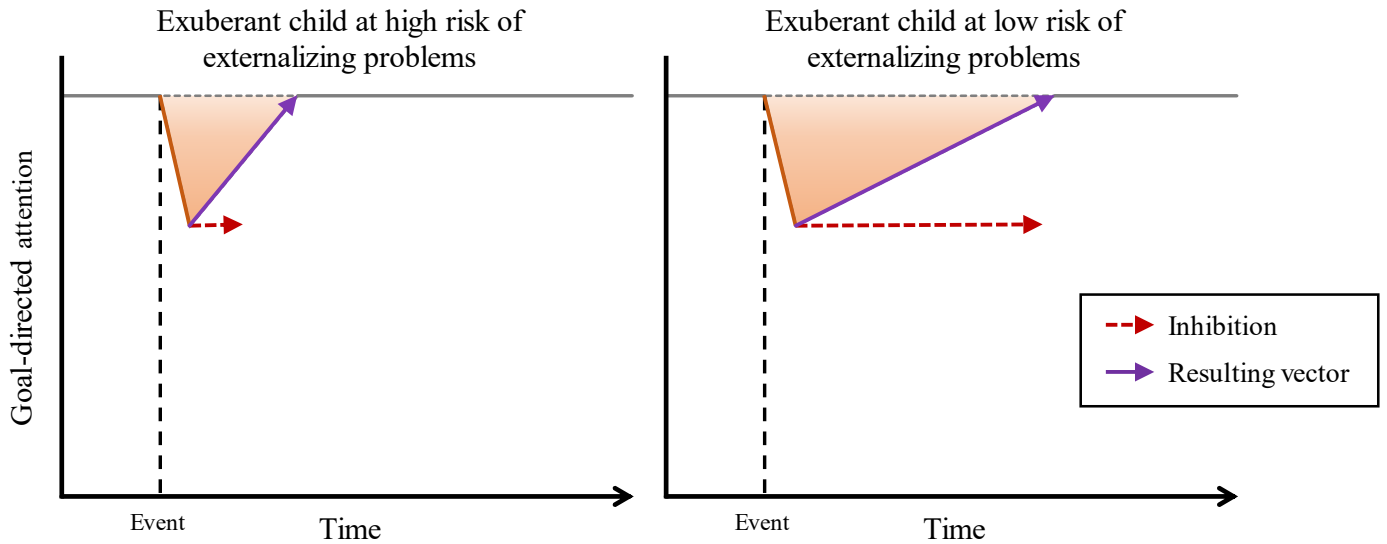 Exuberant child at high risk of
externalizing problems
Exuberant child at low risk of
externalizing problems
Goal-directed attention
Inhibition
Resulting vector
Event
Time
Event
Time